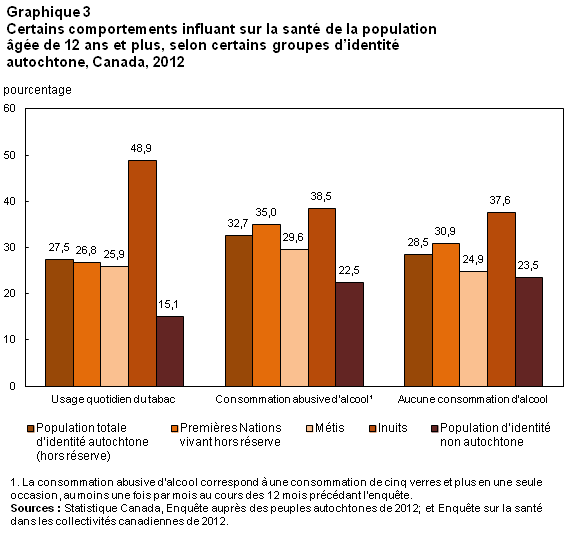 Graphique 3
Certains comportements influant sur la santé de la population
âgée de 12 ans et plus, selon certains groupes d'identité
autochtone, Canada, 2012
pourcentage
60
50
40
30
20
10
0
27,5
26,8
25,9
48,9
15,1
32,7
35,0
29,6
38,5
22,5
28,5
30,9
24,9
37,6
23,5
Usage quotidien du tabac
Consommation abusive d'alcool¹
Aucune consommation d'alcool
Population totale
d'identité autochtone
(hors réserve)
Premières Nations
vivant hors réserve
Métis
Inuits
Population d'identité
non autochtone
1. La consommation abusive d'alcool correspond à une consommation de cinq verres et plus en une seule
occasion, au moins une fois par mois au cours des 12 mois précédant l'enquête.
Sources : Statistique Canada, Enquête auprès des peuples autochtones de 2012; et Enquête sur la santé
dans les collectivités canadiennes de 2012.